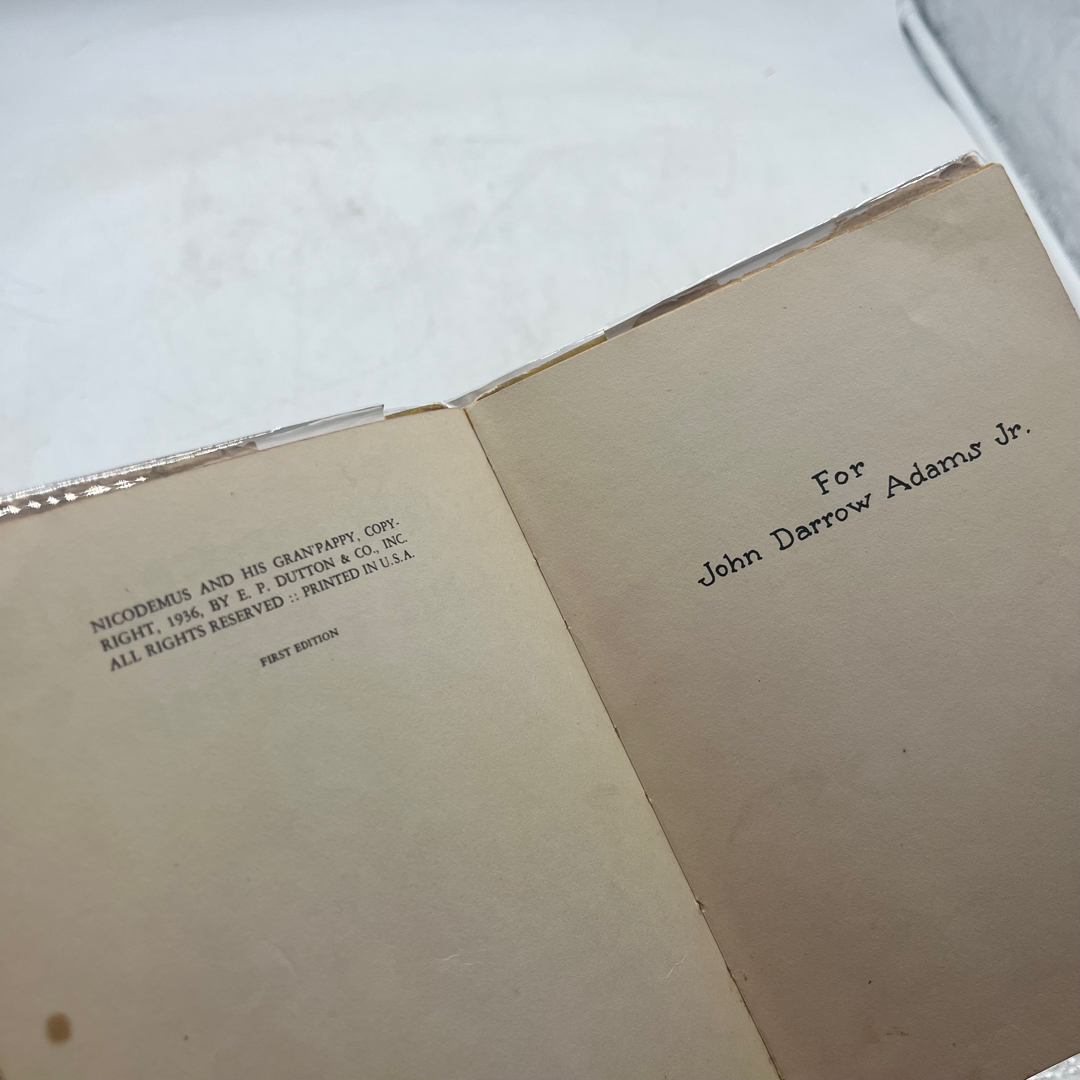 NICODEMUS AND HIS GRAN'PAPPY, COPY-
RIGHT, 1936, BY E. P. DUTTON & CO., INC.
ALL RIGHTS RESERVED :: PRINTED IN U.S.A.
FIRST EDITION
For
John Darrow Adams Jr.